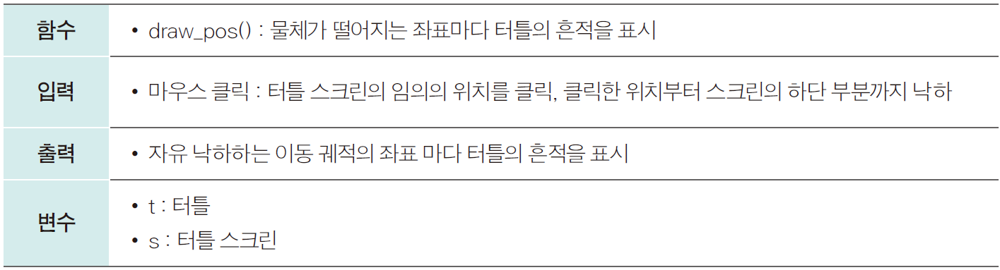 함수
• draw_pos() : 물체가 떨어지는 좌표마다 터틀의 흔적을 표시
입력
• 마우스 클릭 : 터틀 스크린의 임의의 위치를 클릭, 클릭한 위치부터 스크린의 하단 부분까지 낙하
출력
• 자유 낙하하는 이동 궤적의 좌표 마다 터틀의 흔적을 표시
변수
• t : 터틀
• s : 터틀 스크린